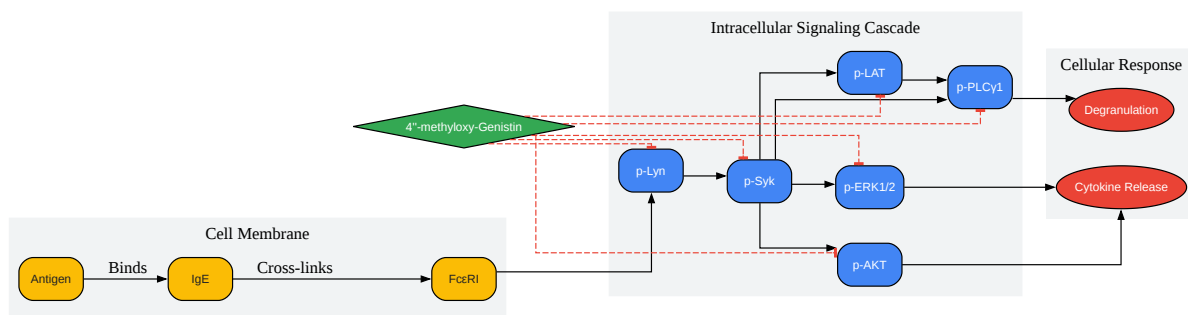 Intracellular Signaling Cascade
Cellular Response
p-LAT
p-PLCγ1
Degranulation
4"-methyloxy-Genistin
p-Lyn
p-Syk
p-ERK1/2
Cytokine Release
Cell Membrane
Antigen
Binds
IgE
Cross-links
FcεRI
p-AKT